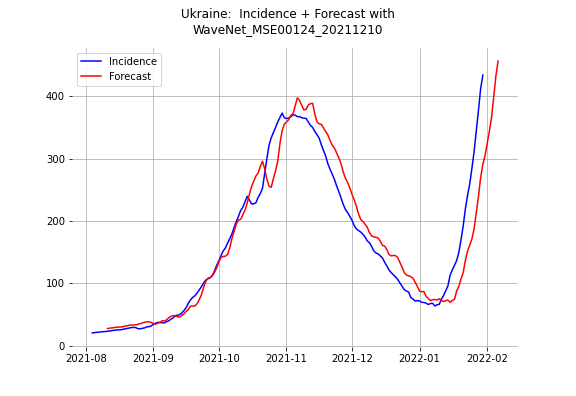 Ukraine:  Incidence + Forecast with
WaveNet_MSE00124_20211210
Incidence
Forecast
400
300
200
100
0
2021-08 2021-09 2021-10 2021-11 2021-12 2022-01 2022-02